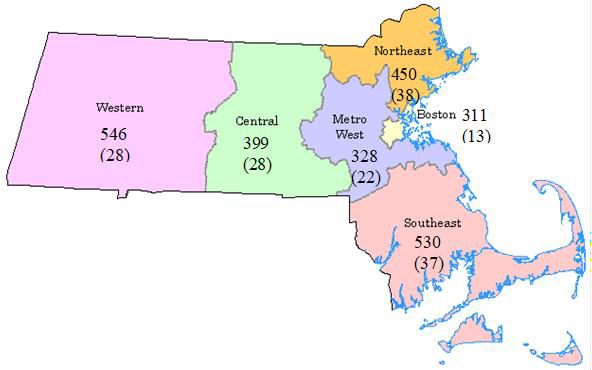 Northeast
450
(38)
Boston 311
(13)
Western
546
(28)
Central
399
(28)
Metro
West
328
(22)
Southeast
530
(37)